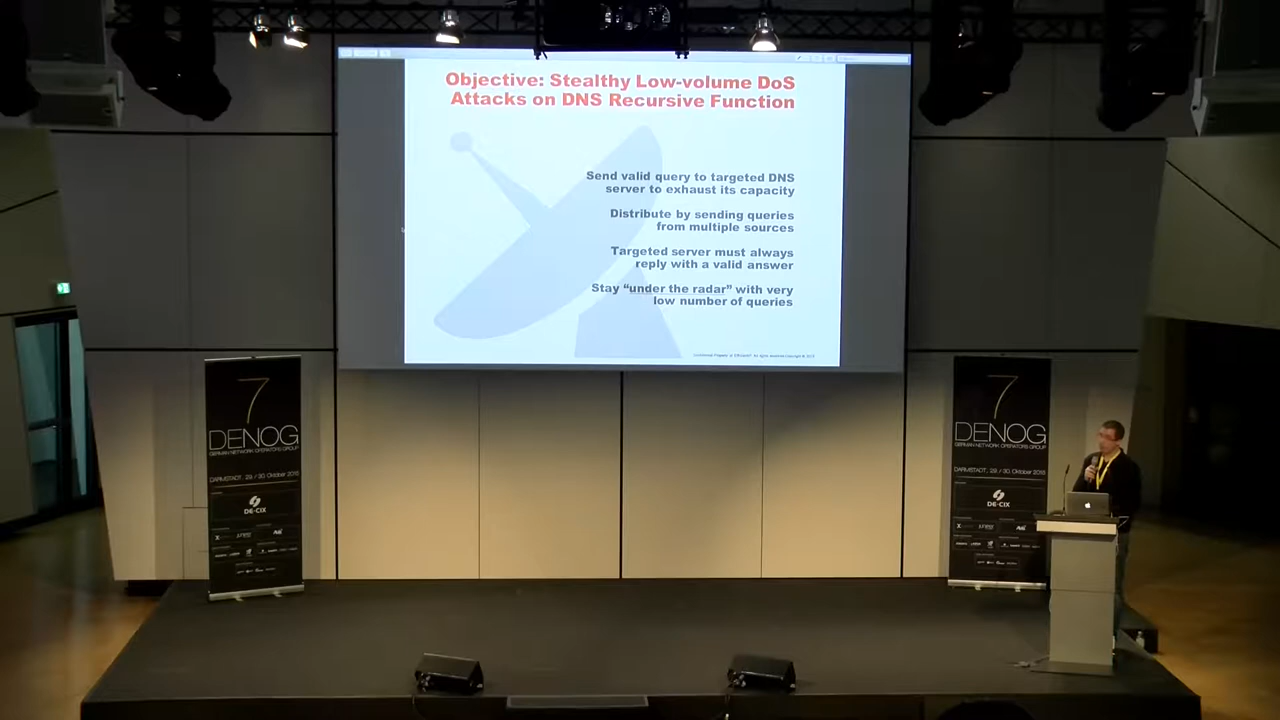 Objective: Stealthy Low-volume DoS
Attacks on DNS Recursive Function
Send valid query to targeted DNS
server to exhaust its capacity
Distribute by sending queries
from multiple sources
Targeted server must always
reply with a valid answer
Stay “under the radar” with very
low number of queries
7
DENOG
GERMAN NETWORK OPERATORS GROUP
DARMSTADT, 29. / 30. Oktober 2015
DE-CIX
7
DENOG
GERMAN NETWORK OPERATORS GROUP
DARMSTADT, 29. / 30. Oktober 2015
DE-CIX